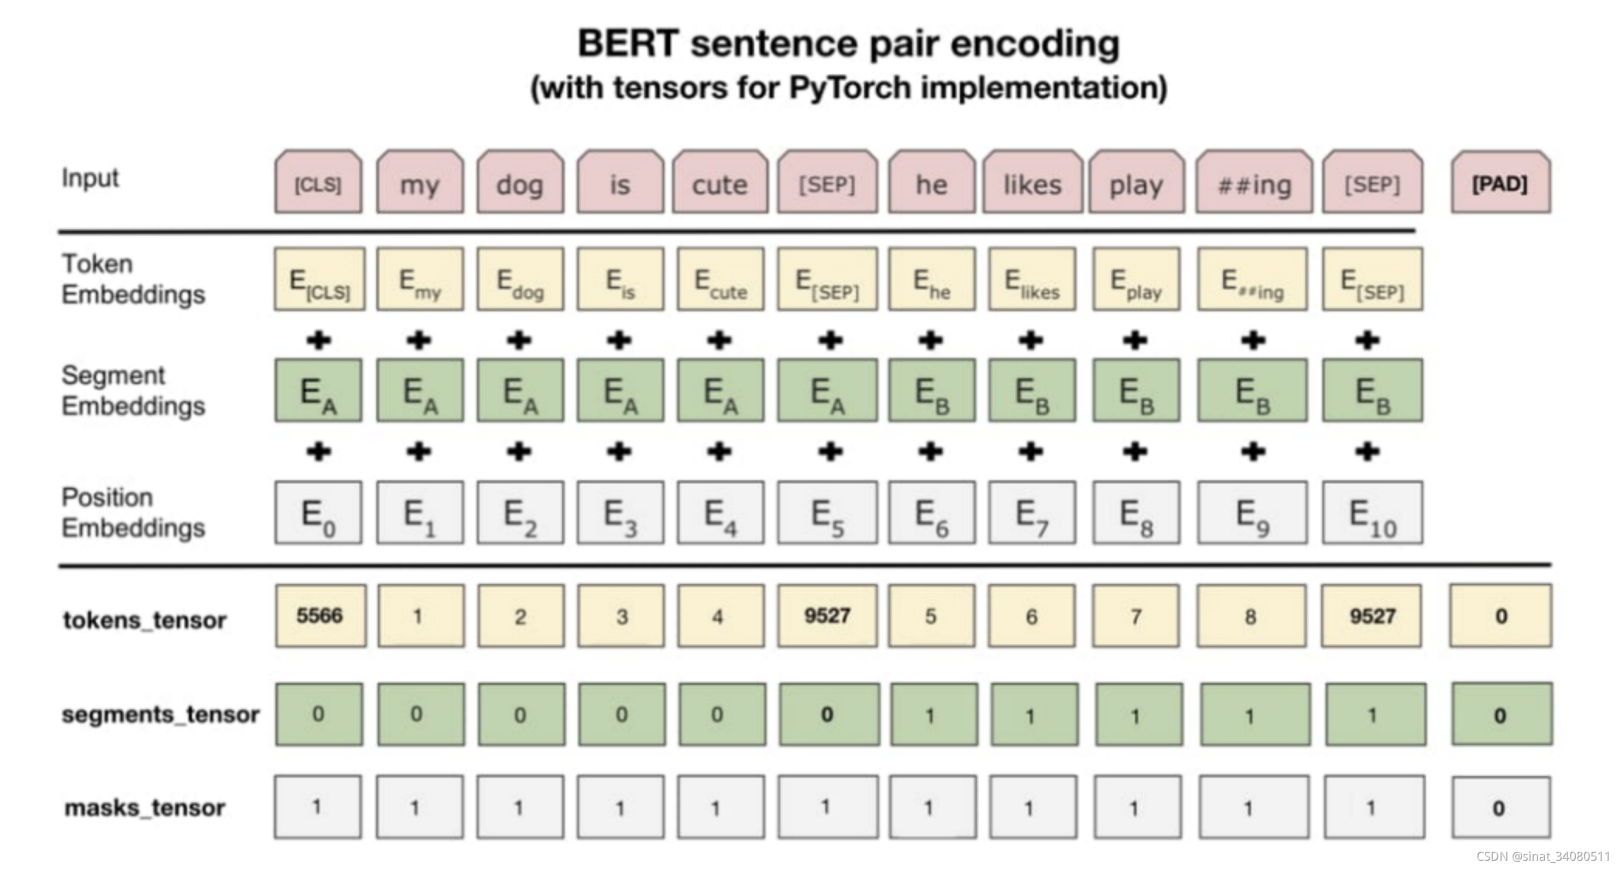 BERT sentence pair encoding
(with tensors for PyTorch implementation)
Input [CLS] my dog is cute [SEP] he likes play ##ing [SEP] [PAD]
Token
Embeddings E[CLS] Emy Edog Eis Ecute E[SEP] Ehe Elikes Eplay E##ing E[SEP]
+ + + + + + + + + + +
Segment
Embeddings EA EA EA EA EA EA EB EB EB EB EB
+ + + + + + + + + + +
Position
Embeddings E0 E1 E2 E3 E4 E5 E6 E7 E8 E9 E10
tokens_tensor 5566 1 2 3 4 9527 5 6 7 8 9527 0
segments_tensor 0 0 0 0 0 0 1 1 1 1 1 0
masks_tensor 1 1 1 1 1 1 1 1 1 1 1 0
CSDN @sinat_34080511